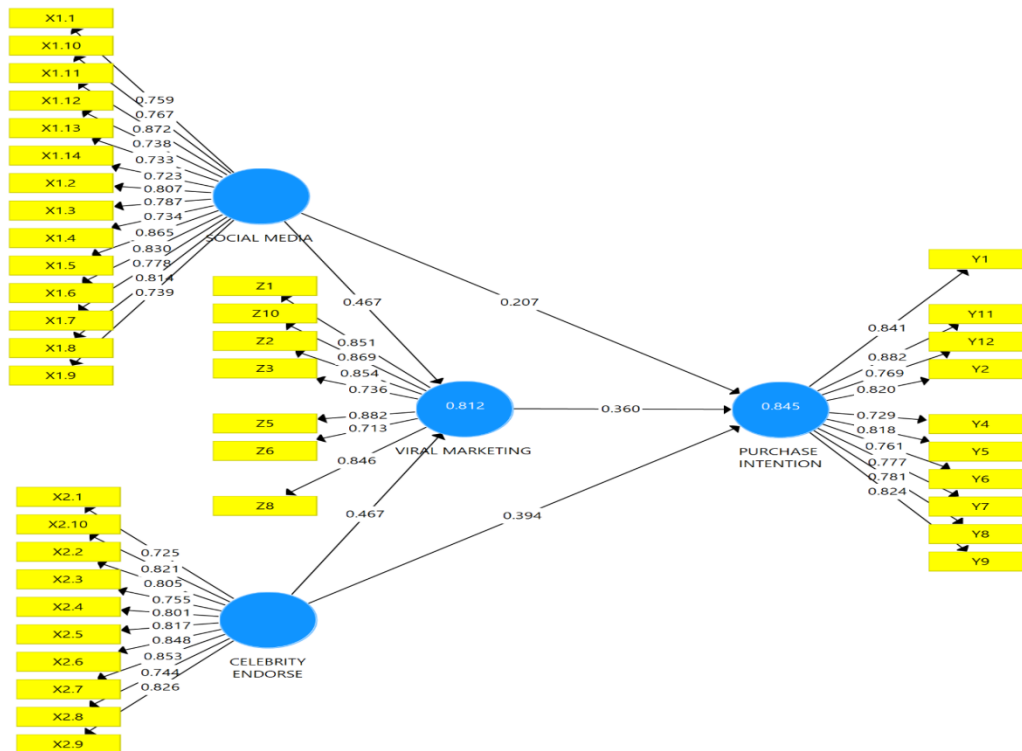 X1.1
X1.10
X1.11
X1.12
X1.13
X1.14
X1.2
X1.3
X1.4
X1.5
X1.6
X1.7
X1.8
X1.9
0.759
0.767
0.872
0.738
0.733
0.723
0.807
0.787
0.734
0.865
0.830
0.778
0.814
0.739
SOCIAL MEDIA
0.467
0.207
Z1
Z10
Z2
Z3
Z5
Z6
Z8
0.851
0.869
0.854
0.736
0.882
0.713
0.846
0.812
VIRAL MARKETING
0.360
0.845
PURCHASE
INTENTION
Y1
Y11
Y12
Y2
Y4
Y5
Y6
Y7
Y8
Y9
0.841
0.882
0.769
0.820
0.729
0.818
0.761
0.777
0.781
0.824
0.467
0.394
X2.1
X2.10
X2.2
X2.3
X2.4
X2.5
X2.6
X2.7
X2.8
X2.9
0.725
0.821
0.805
0.755
0.801
0.817
0.848
0.853
0.744
0.826
CELEBRITY
ENDORSE